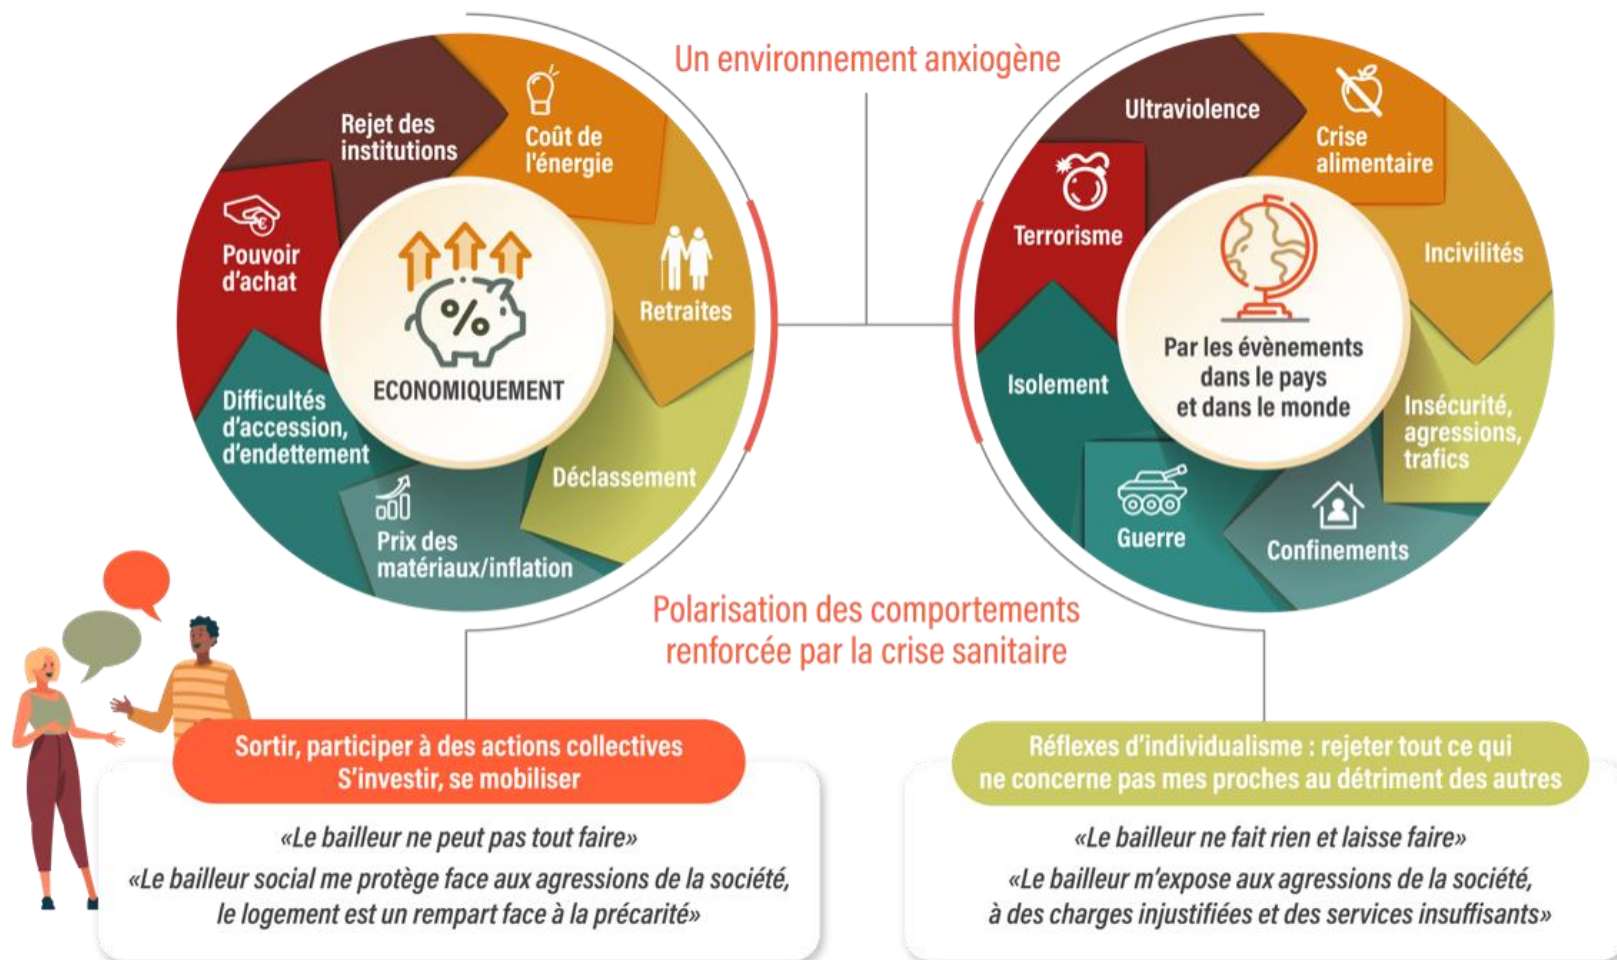 Un environnement anxiogène
Rejet des
institutions
Coût de
l'énergie
Retraites
Déclassement
Prix des
matériaux/inflation
Difficultés
d'accession,
d'endettement
Pouvoir
d'achat
%
ECONOMIQUEMENT
Ultraviolence
Crise
alimentaire
Incivilités
Insécurité,
agressions,
trafics
Confinements
Guerre
Isolement
Terrorisme
Par les évènements
dans le pays
et dans le monde
Polarisation des comportements
renforcée par la crise sanitaire
Sortir, participer à des actions collectives
S'investir, se mobiliser
«Le bailleur ne peut pas tout faire»
«Le bailleur social me protège face aux agressions de la société,
le logement est un rempart face à la précarité»
Réflexes d'individualisme : rejeter tout ce qui
ne concerne pas mes proches au détriment des autres
«Le bailleur ne fait rien et laisse faire»
«Le bailleur m'expose aux agressions de la société,
à des charges injustifiées et des services insuffisants»